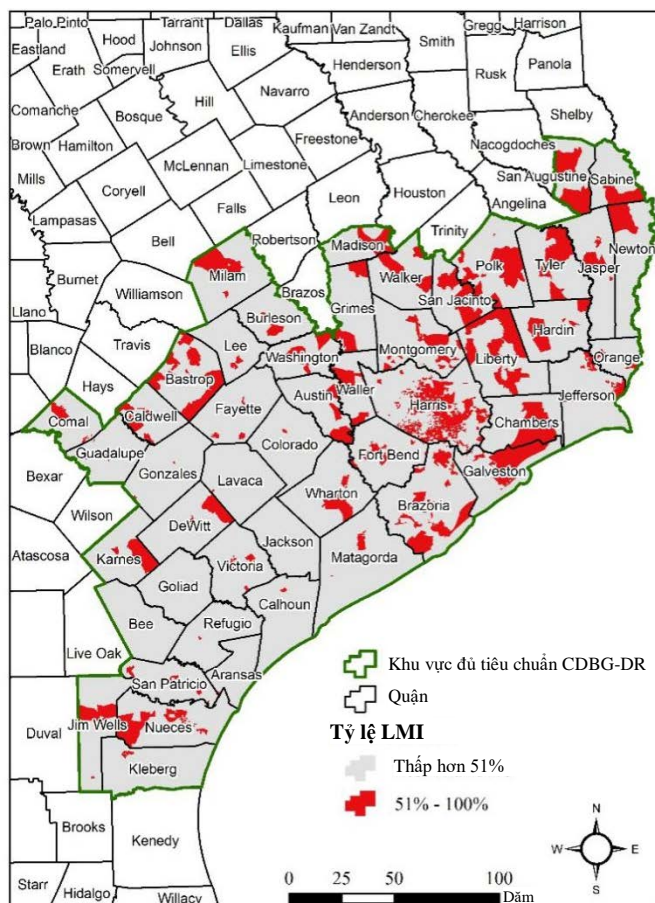 Palo Pinto
Tarrant
Dallas
Kaufman
Van Zandt
Gregg
Harrison
Eastland
Hood
Johnson
Ellis
Smith
Erath
Somervell
Henderson
Rusk
Panola
Comanche
Bosque
Hill
Navarro
Anderson
Cherokee
Shelby
Brown
Hamilton
Freestone
Nacogdoches
Mills
McLennan
Limestone
San Augustine
Sabine
Coryell
Leon
Houston
Angelina
Lampasas
Falls
Trinity
Bell
Robertson
Madison
Newton
Burnet
Milam
Walker
Polk
Tyler
Jasper
Llano
Williamson
Brazos
Grimes
San Jacinto
Burleson
Hardin
Blanco
Travis
Lee
Washington
Montgomery
Liberty
Orange
Hays
Bastrop
Austin
Waller
Harris
Jefferson
Comal
Caldwell
Fayette
Chambers
Guadalupe
Colorado
Fort Bend
Galveston
Bexar
Gonzales
Lavaca
Wharton
Brazoria
Wilson
DeWitt
Atascosa
Karnes
Victoria
Jackson
Matagorda
Goliad
Calhoun
Bee
Refugio
Live Oak
Aransas
San Patricio
Duval
Jim Wells
Nueces
Kleberg
Brooks
Kenedy
Starr
Hidalgo
Willacy
Khu vực đủ tiêu chuẩn CDBG-DR
Quận
Tỷ lệ LMI
Thấp hơn 51%
51% - 100%
N
W
E
S
0 25 50 100
Dặm